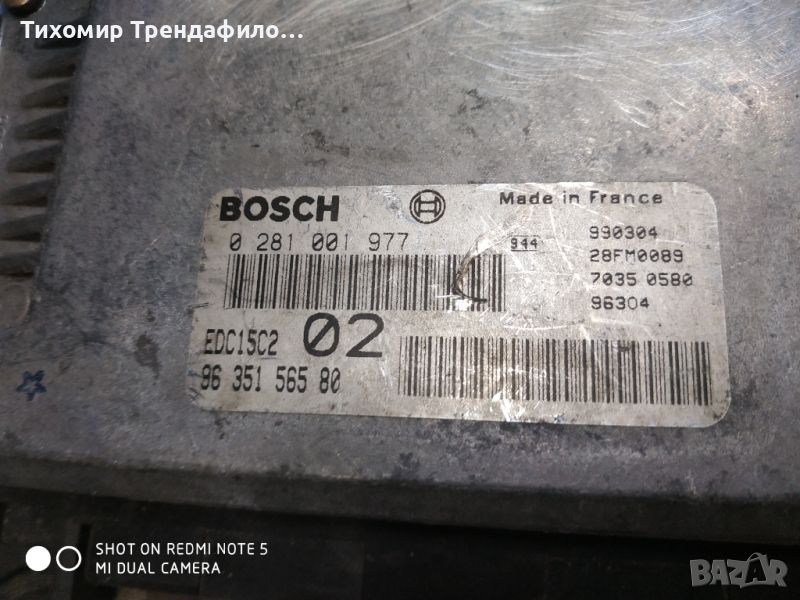 Тихомир Трендафило...
BOSCH
Made in France
0 281 001 977
944
990304
28FM0089
7035 0580
96304
EDC15C2
02
96 351 565 80
SHOT ON REDMI NOTE 5
MI DUAL CAMERA
BAZAR